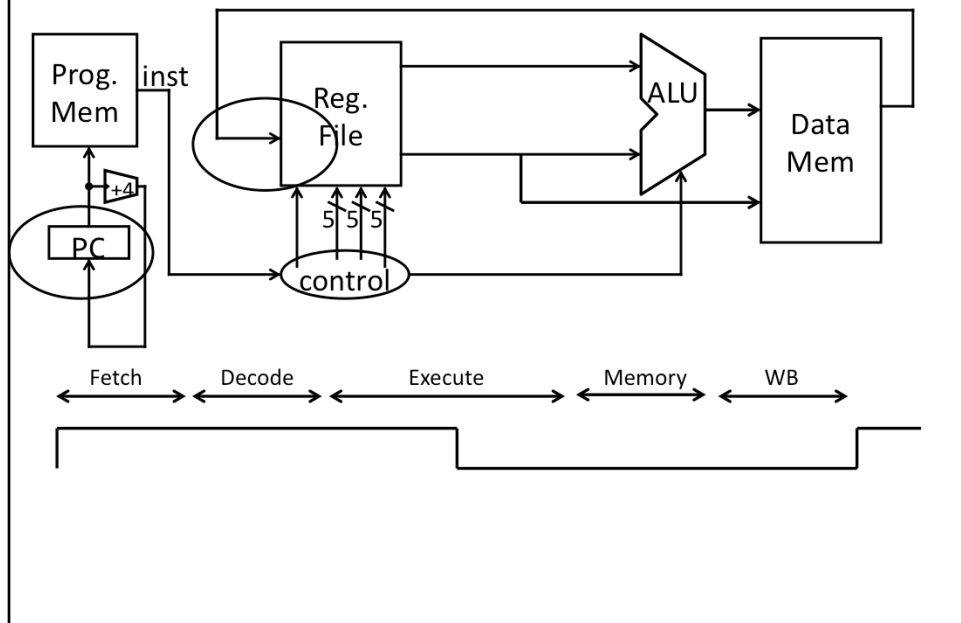 Prog.
Mem
inst
Reg.
File
ALU
Data
Mem
+4
PC
5 5 5
control
Fetch Decode Execute Memory WB